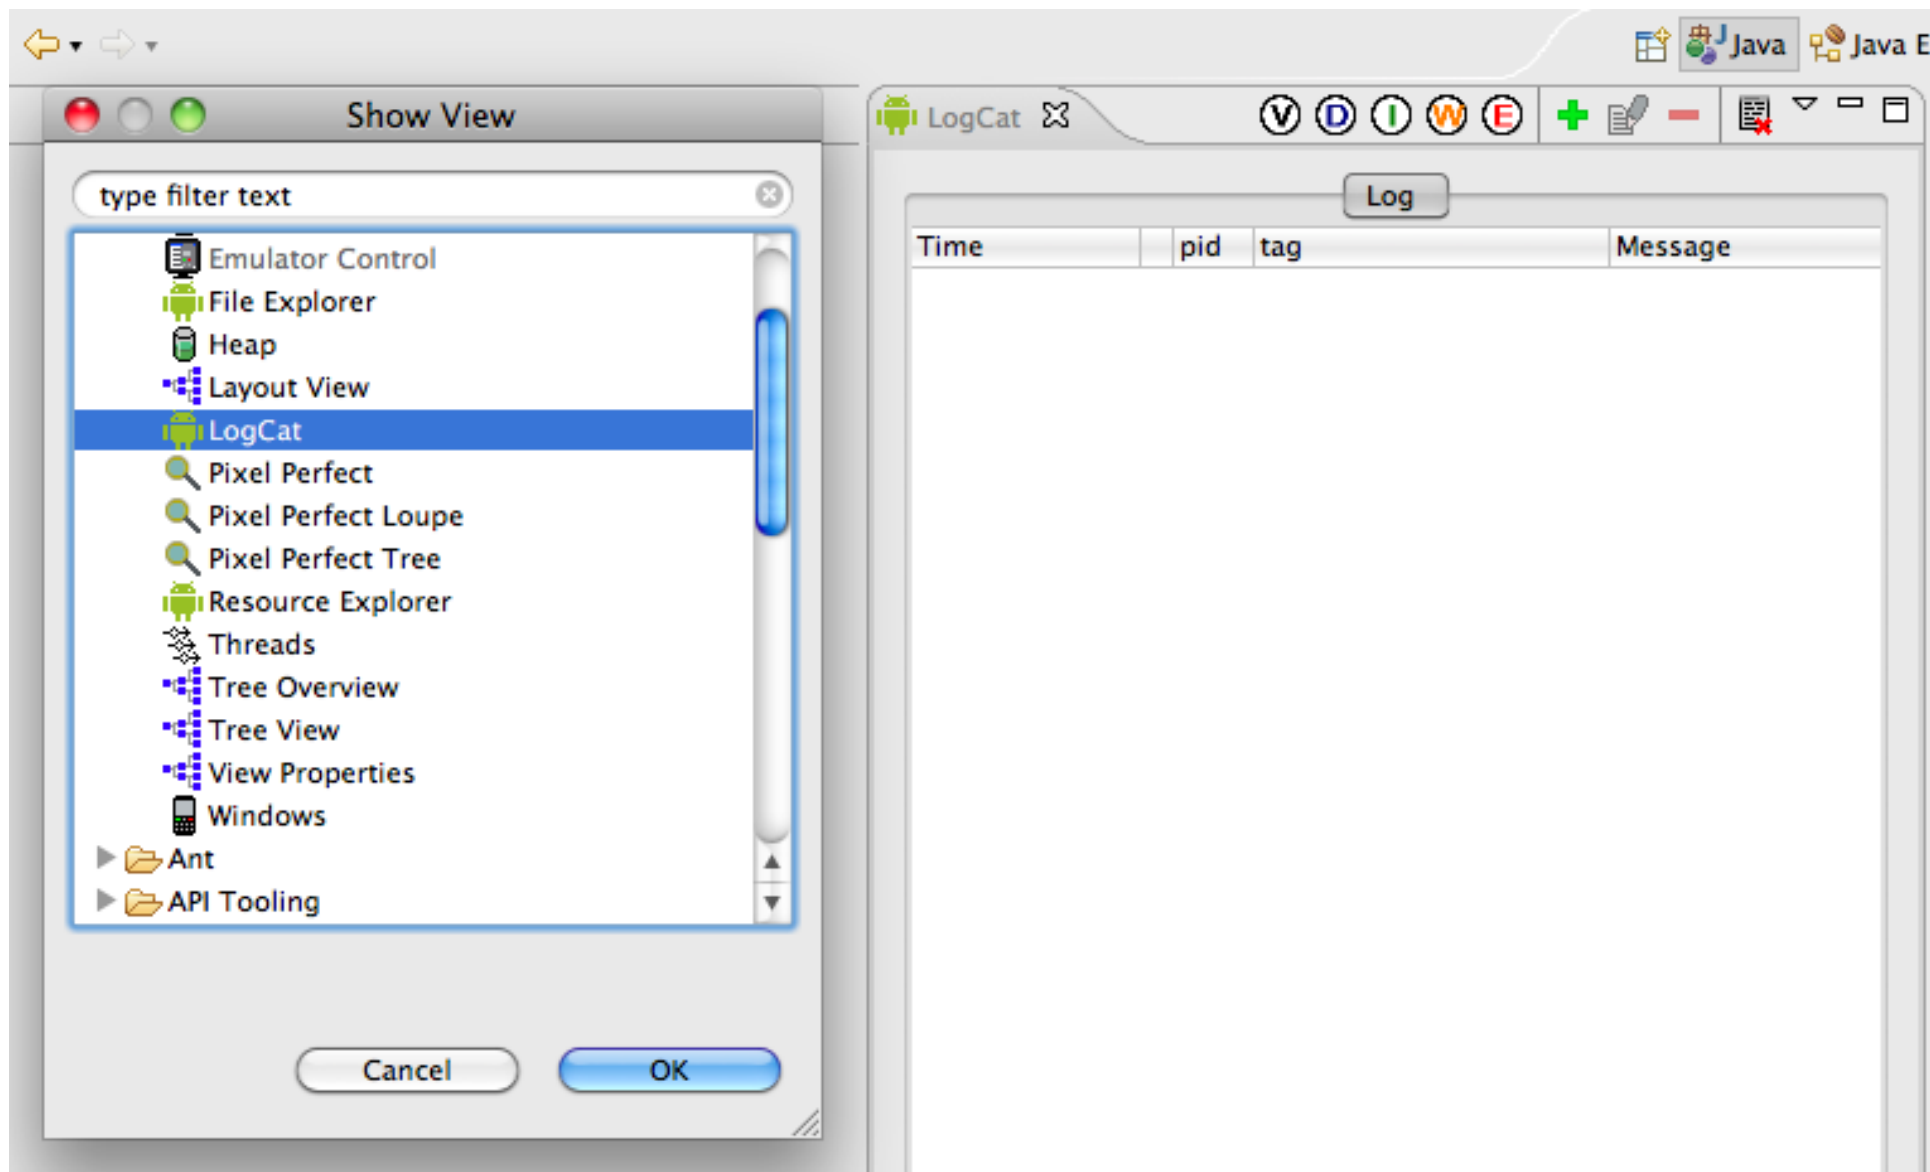 Java
Java E
Show View
LogCat
V D I W E
type filter text
Log
Time pid tag Message
Emulator Control
File Explorer
Heap
Layout View
LogCat
Pixel Perfect
Pixel Perfect Loupe
Pixel Perfect Tree
Resource Explorer
Threads
Tree Overview
Tree View
View Properties
Windows
Ant
API Tooling
Cancel OK